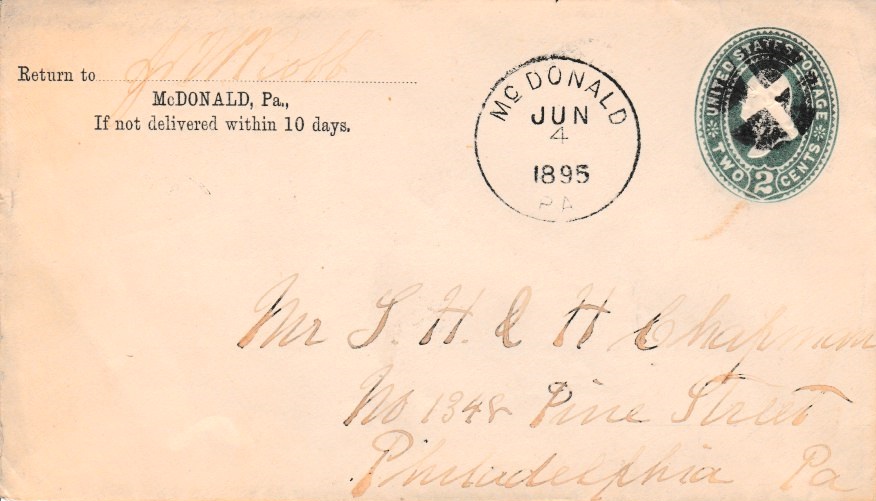 Return to J. V. Robb
McDONALD, Pa.,
If not delivered within 10 days.
McDONALD
JUN
4
1895
PA
UNITED STATES POSTAGE
TWO 2 CENTS
Mr S. H. & H Chapman
No 1348 Pine Street
Philadelphia Pa